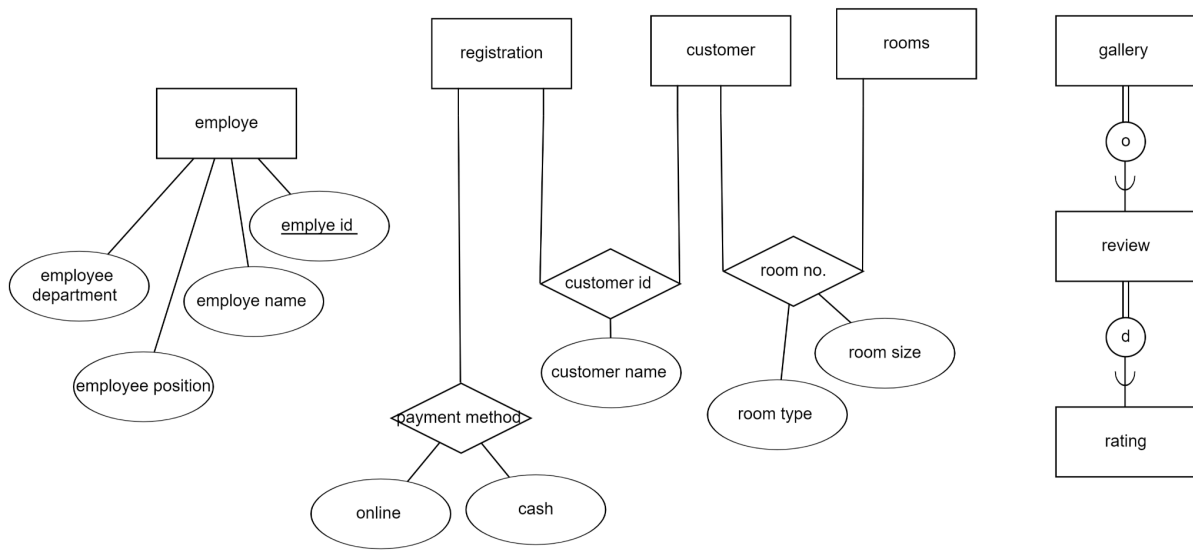 registration
customer
rooms
gallery
employe
o
emplye id
review
employee
department
employe name
customer id
room no.
d
employee position
customer name
room size
payment method
room type
rating
online
cash